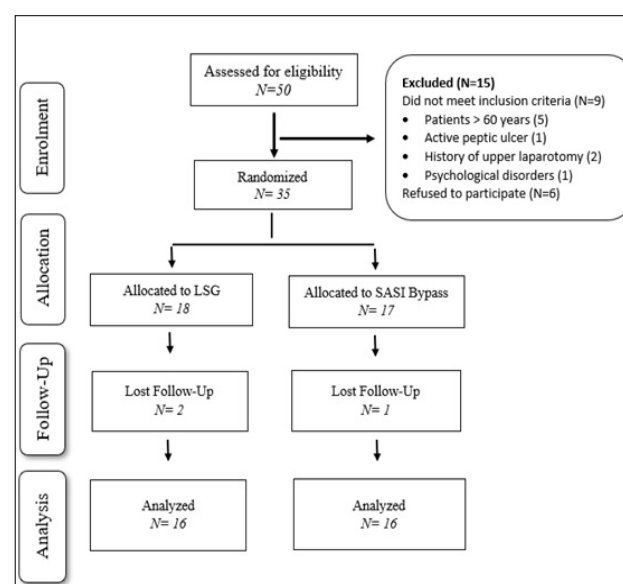 Enrolment
Assessed for eligibility
N=50
Excluded (N=15)
Did not meet inclusion criteria (N=9)
• Patients > 60 years (5)
• Active peptic ulcer (1)
• History of upper laparotomy (2)
• Psychological disorders (1)
Refused to participate (N=6)
Randomized
N= 35
Allocation
Allocated to LSG
N= 18
Allocated to SASI Bypass
N= 17
Follow-Up
Lost Follow-Up
N= 2
Lost Follow-Up
N= 1
Analysis
Analyzed
N= 16
Analyzed
N= 16